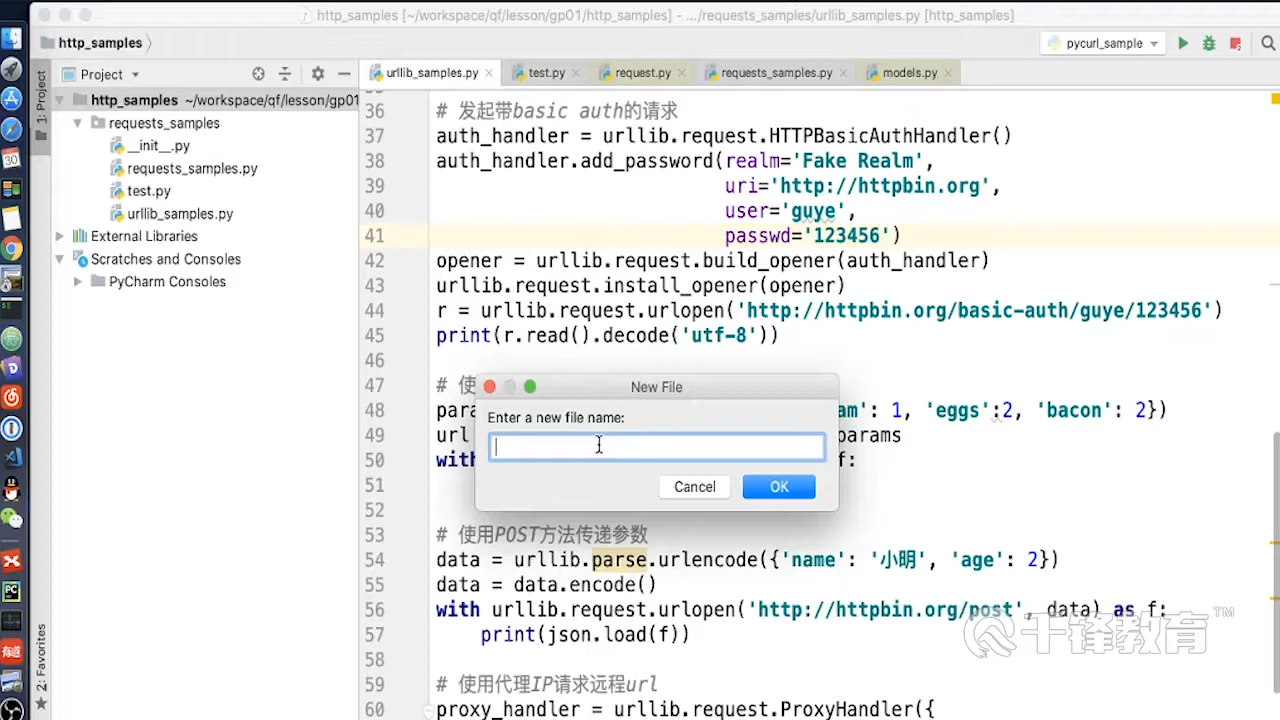 http_samples [~/workspace/qf/lesson/gp01/http_samples] - .../requests_samples/urllib_samples.py [http_samples]
http_samples
pycurl_sample
Project
urllib_samples.py
test.py
request.py
requests_samples.py
models.py
1: Project
http_samples ~/workspace/qf/lesson/gp01
requests_samples
__init__.py
requests_samples.py
test.py
urllib_samples.py
External Libraries
Scratches and Consoles
PyCharm Consoles
2: Favorites
36 # 发起带basic auth的请求
37 auth_handler = urllib.request.HTTPBasicAuthHandler()
38 auth_handler.add_password(realm='Fake Realm',
39 uri='http://httpbin.org',
40 user='guye',
41 passwd='123456')
42 opener = urllib.request.build_opener(auth_handler)
43 urllib.request.install_opener(opener)
44 r = urllib.request.urlopen('http://httpbin.org/basic-auth/guye/123456')
45 print(r.read().decode('utf-8'))
46
47 # 使
48 para am': 1, 'eggs':2, 'bacon': 2})
49 url params
50 with f:
51
52
53 # 使用POST方法传递参数
54 data = urllib.parse.urlencode({'name': '小明', 'age': 2})
55 data = data.encode()
56 with urllib.request.urlopen('http://httpbin.org/post', data) as f:
57 print(json.load(f))
58
59 # 使用代理IP请求远程url
60 proxy_handler = urllib.request.ProxyHandler({
New File
Enter a new file name:
Cancel
OK
千锋教育 TM
30
PC
有道